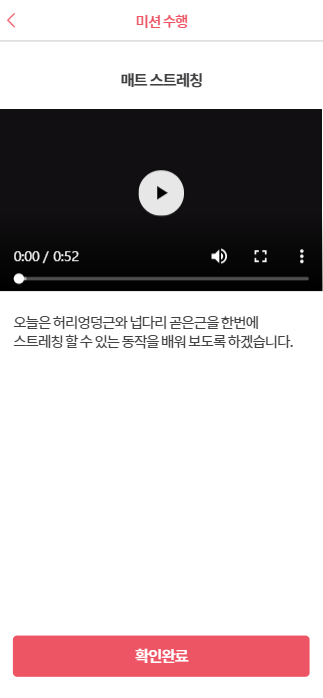 미션 수행
매트 스트레칭
0:00 / 0:52
오늘은 허리엉덩근와 넙다리 곧은근을 한번에
스트레칭 할 수 있는 동작을 배워 보도록 하겠습니다.
확인완료